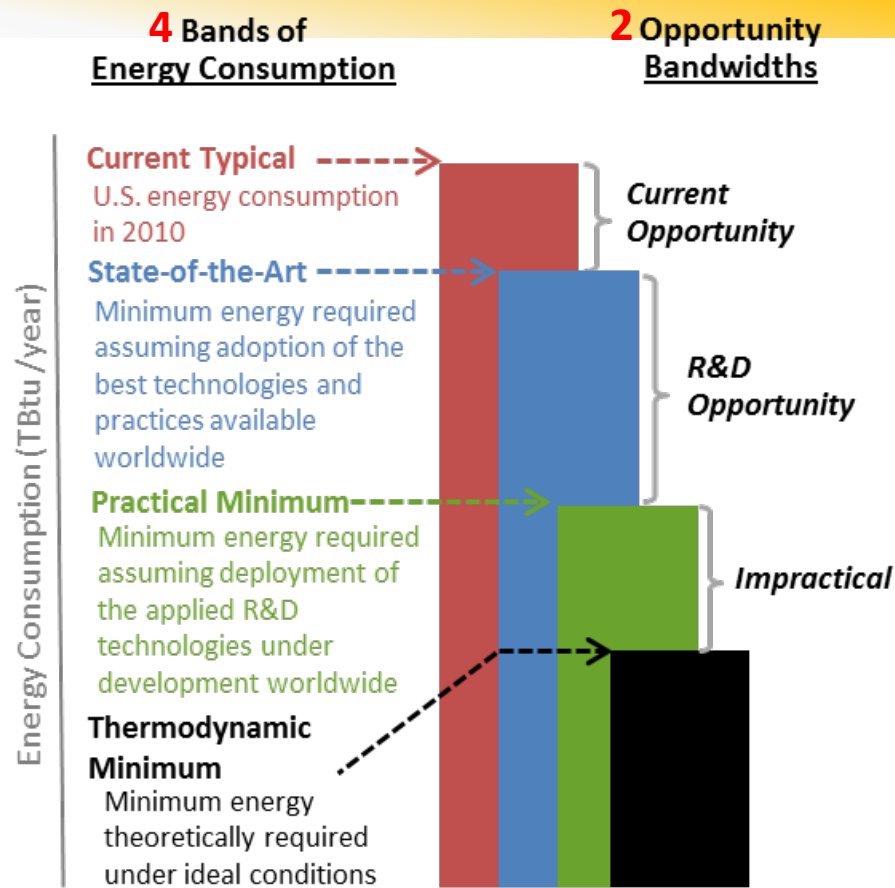 4 Bands of
Energy Consumption
2 Opportunity
Bandwidths
Energy Consumption (TBtu /year)
Current Typical
U.S. energy consumption
in 2010
State-of-the-Art
Minimum energy required
assuming adoption of the
best technologies and
practices available
worldwide
Practical Minimum
Minimum energy required
assuming deployment of
the applied R&D
technologies under
development worldwide
Thermodynamic
Minimum
Minimum energy
theoretically required
under ideal conditions
Current
Opportunity
R&D
Opportunity
Impractical